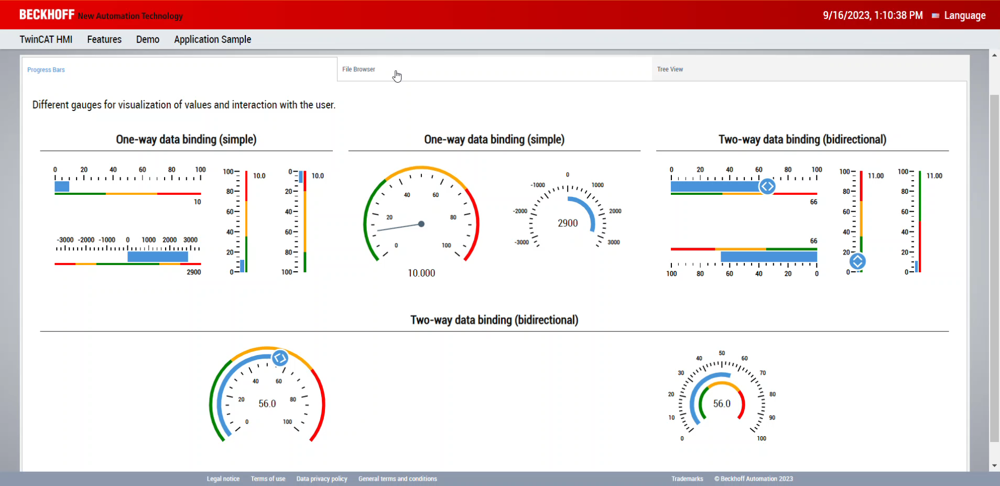 BECKHOFF New Automation Technology
9/16/2023, 1:10:38 PM Language
TwinCAT HMI Features Demo Application Sample
Progress Bars File Browser Tree View
Different gauges for visualization of values and interaction with the user.
One-way data binding (simple)
0 20 40 60 80 100
10
-3000 -2000 -1000 0 1000 2000 3000
2900
100 10.0
80
60
40
20
0
0 10.0
20
40
60
80
100
One-way data binding (simple)
0 20 40 60 80 100
10.000
-3000 -2000 -1000 0 1000 2000 3000
2900
Two-way data binding (bidirectional)
0 20 40 60 80 100
66
66
100 80 60 40 20 0
100 11.00
80
60
40
20
0
100 11.00
80
60
40
20
0
Two-way data binding (bidirectional)
0 20 40 60 80 100
56.0
0 10 20 30 40 50 60 70 80 90 100
56.0
Legal notice Terms of use Data privacy policy General terms and conditions Trademarks © Beckhoff Automation 2023